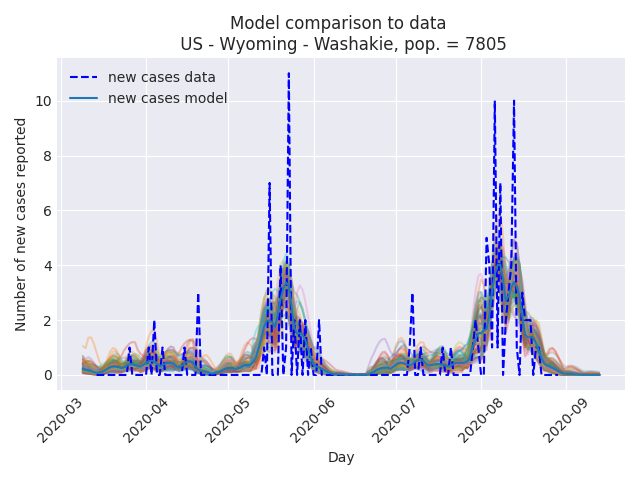 Model comparison to data
US - Wyoming - Washakie, pop. = 7805
new cases data
new cases model
Number of new cases reported
10
8
6
4
2
0
2020-03
2020-04
2020-05
2020-06
2020-07
2020-08
2020-09
Day